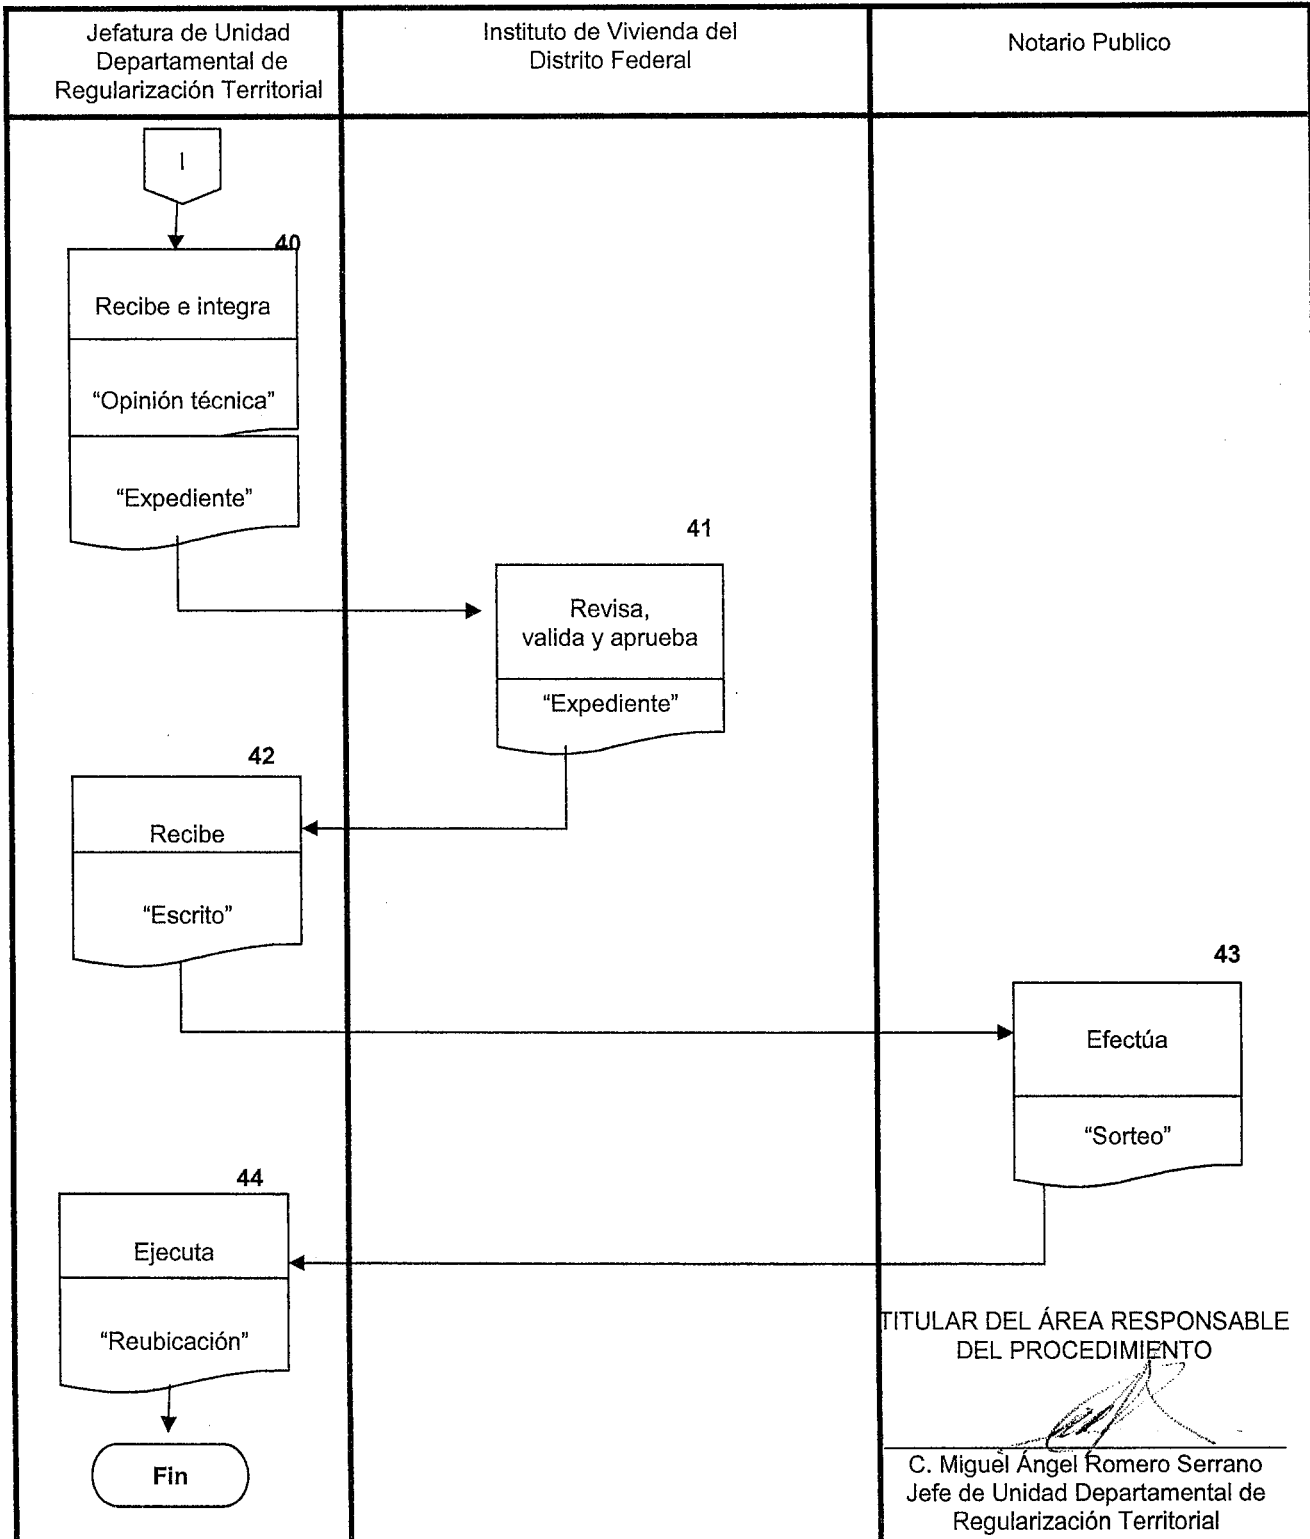 Jefatura de Unidad
Departamental de
Regularización Territorial
Instituto de Vivienda del
Distrito Federal
Notario Publico
I
40
Recibe e integra
“Opinión técnica”
“Expediente”
41
Revisa,
valida y aprueba
“Expediente”
42
Recibe
“Escrito”
43
Efectúa
“Sorteo”
44
Ejecuta
“Reubicación”
Fin
TITULAR DEL ÁREA RESPONSABLE
DEL PROCEDIMIENTO
C. Miguel Ángel Romero Serrano
Jefe de Unidad Departamental de
Regularización Territorial